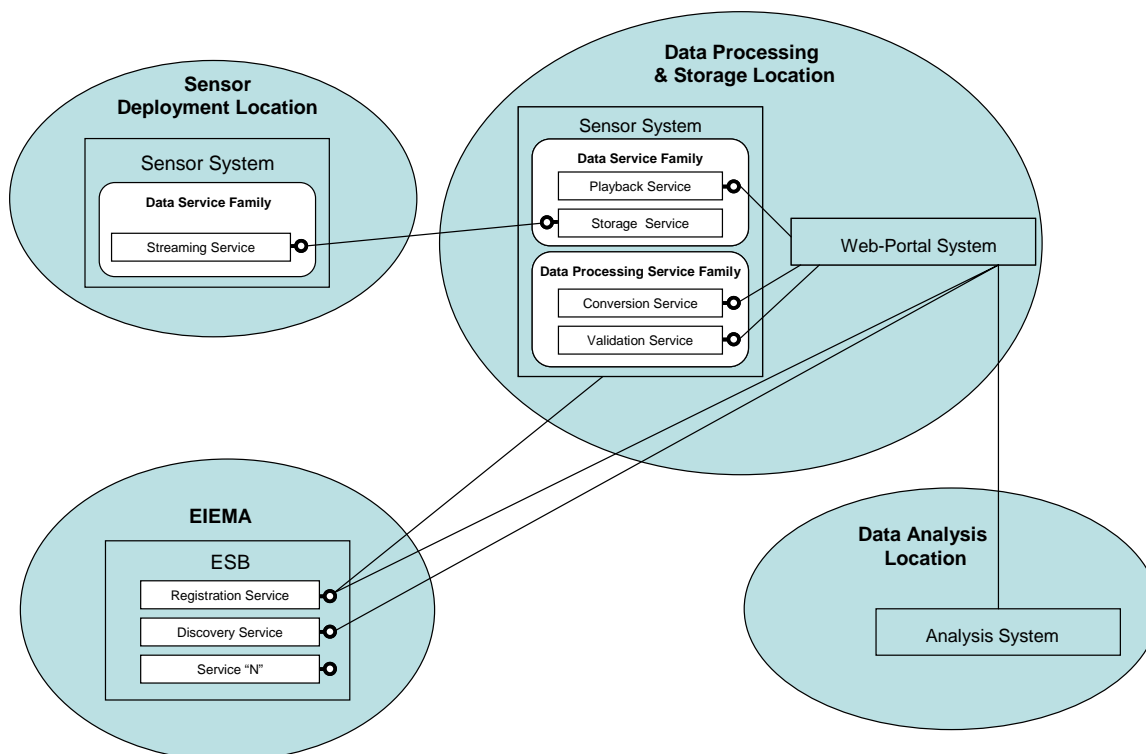 Sensor
Deployment Location
Sensor System
Data Service Family
Streaming Service
Data Processing
& Storage Location
Sensor System
Data Service Family
Playback Service
Storage Service
Data Processing Service Family
Conversion Service
Validation Service
Web-Portal System
EIEMA
ESB
Registration Service
Discovery Service
Service “N”
Data Analysis
Location
Analysis System